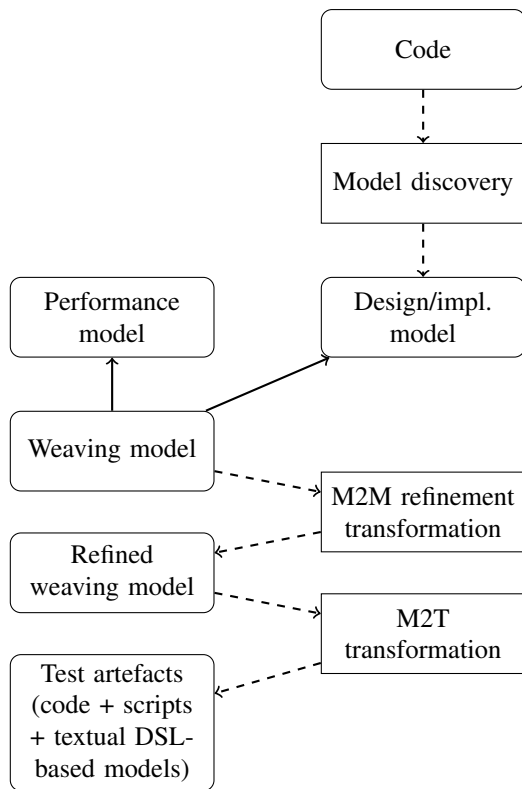 Code
Model discovery
Performance
model
Design/impl.
model
Weaving model
M2M refinement
transformation
Refined
weaving model
M2T
transformation
Test artefacts
(code + scripts
+ textual DSL-
based models)